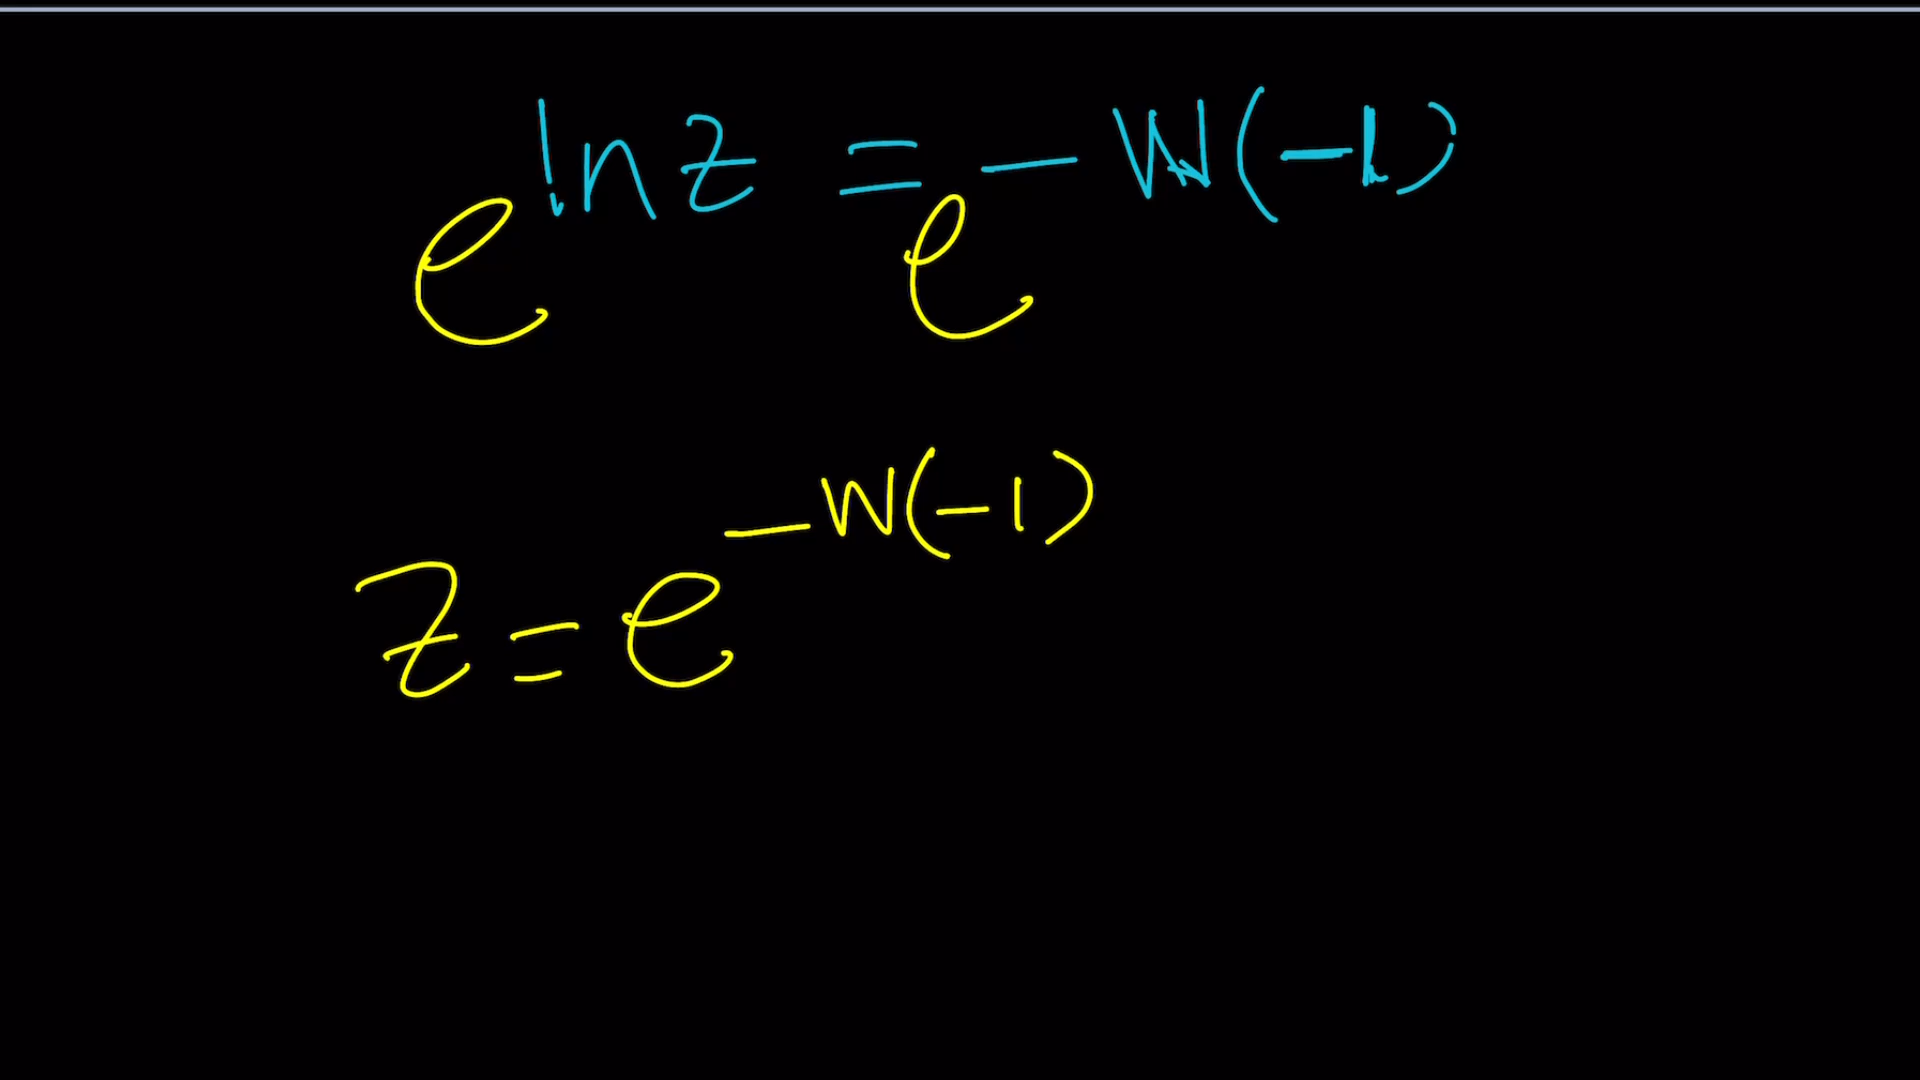 e^{ln z} = e^{-W(-1)}
z = e^{-W(-1)}